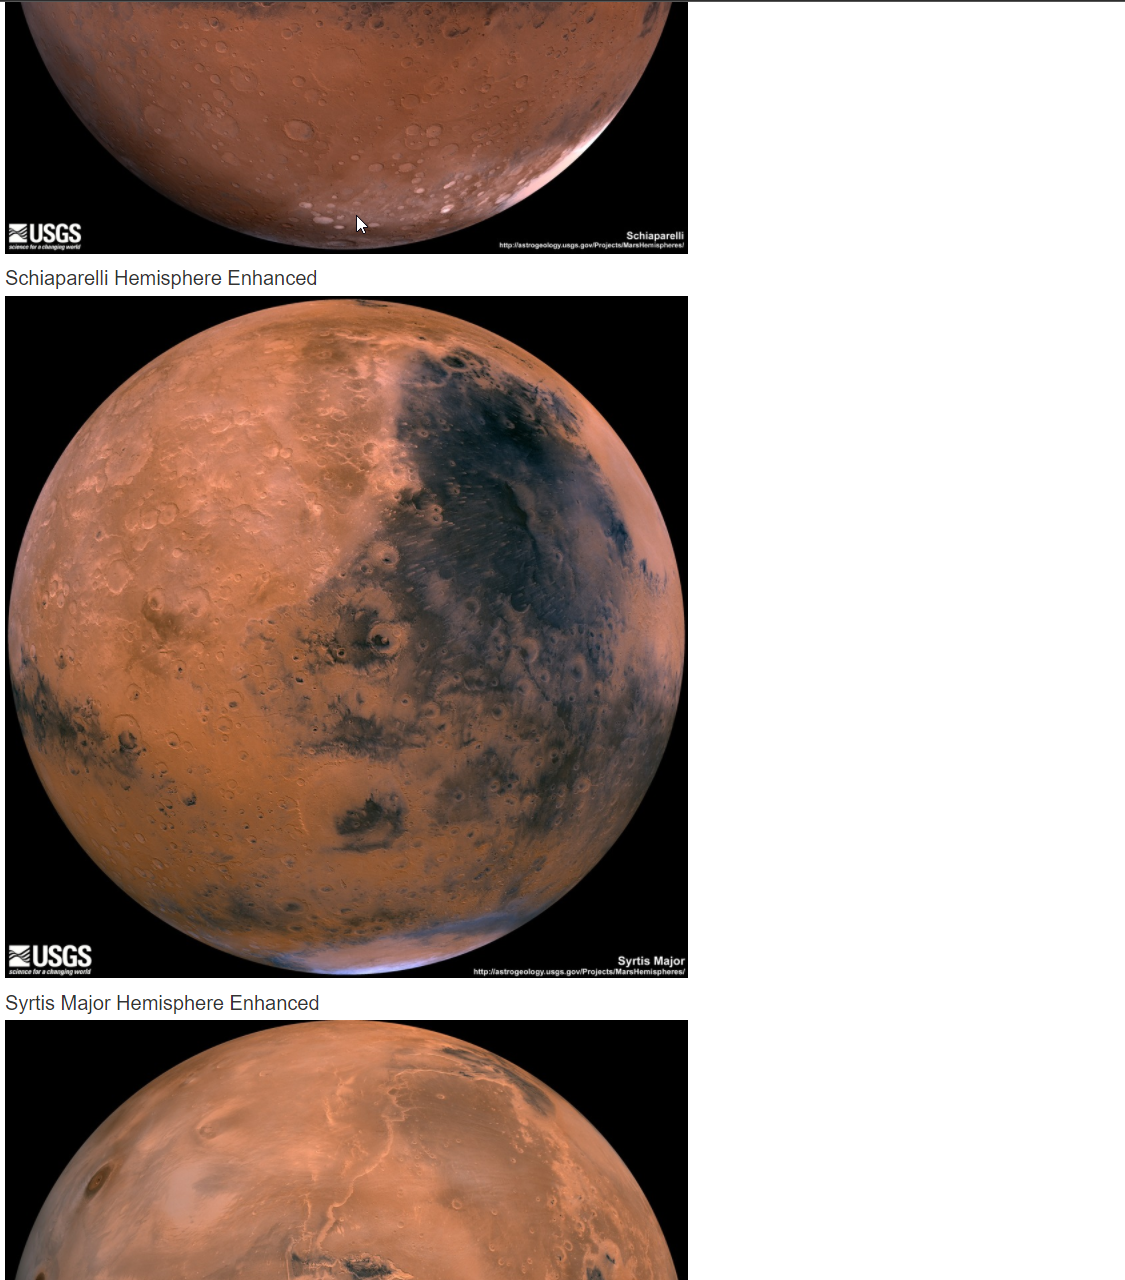 USGS
science for a changing world
Schiaparelli
http://astrogeology.usgs.gov/Projects/MarsHemispheres/
Schiaparelli Hemisphere Enhanced
USGS
science for a changing world
Syrtis Major
http://astrogeology.usgs.gov/Projects/MarsHemispheres/
Syrtis Major Hemisphere Enhanced